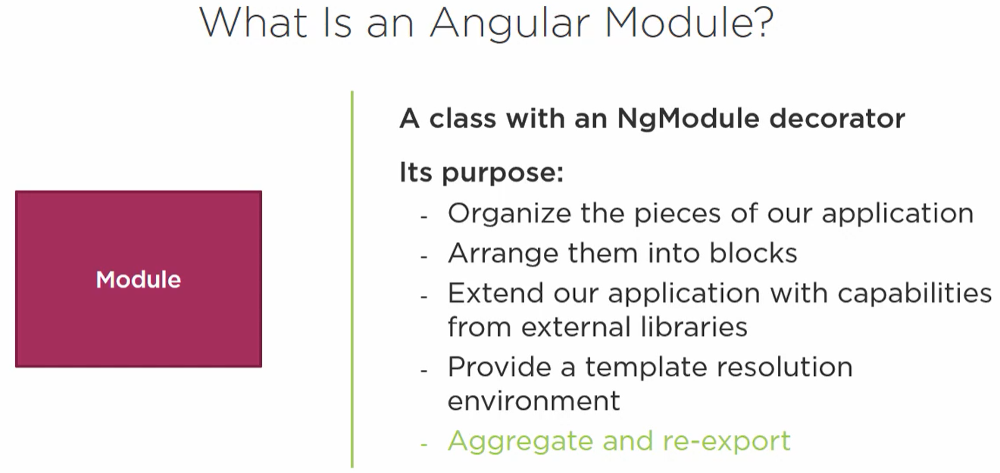 What Is an Angular Module?
Module
A class with an NgModule decorator
Its purpose:
- Organize the pieces of our application
- Arrange them into blocks
- Extend our application with capabilities
from external libraries
- Provide a template resolution
environment
- Aggregate and re-export